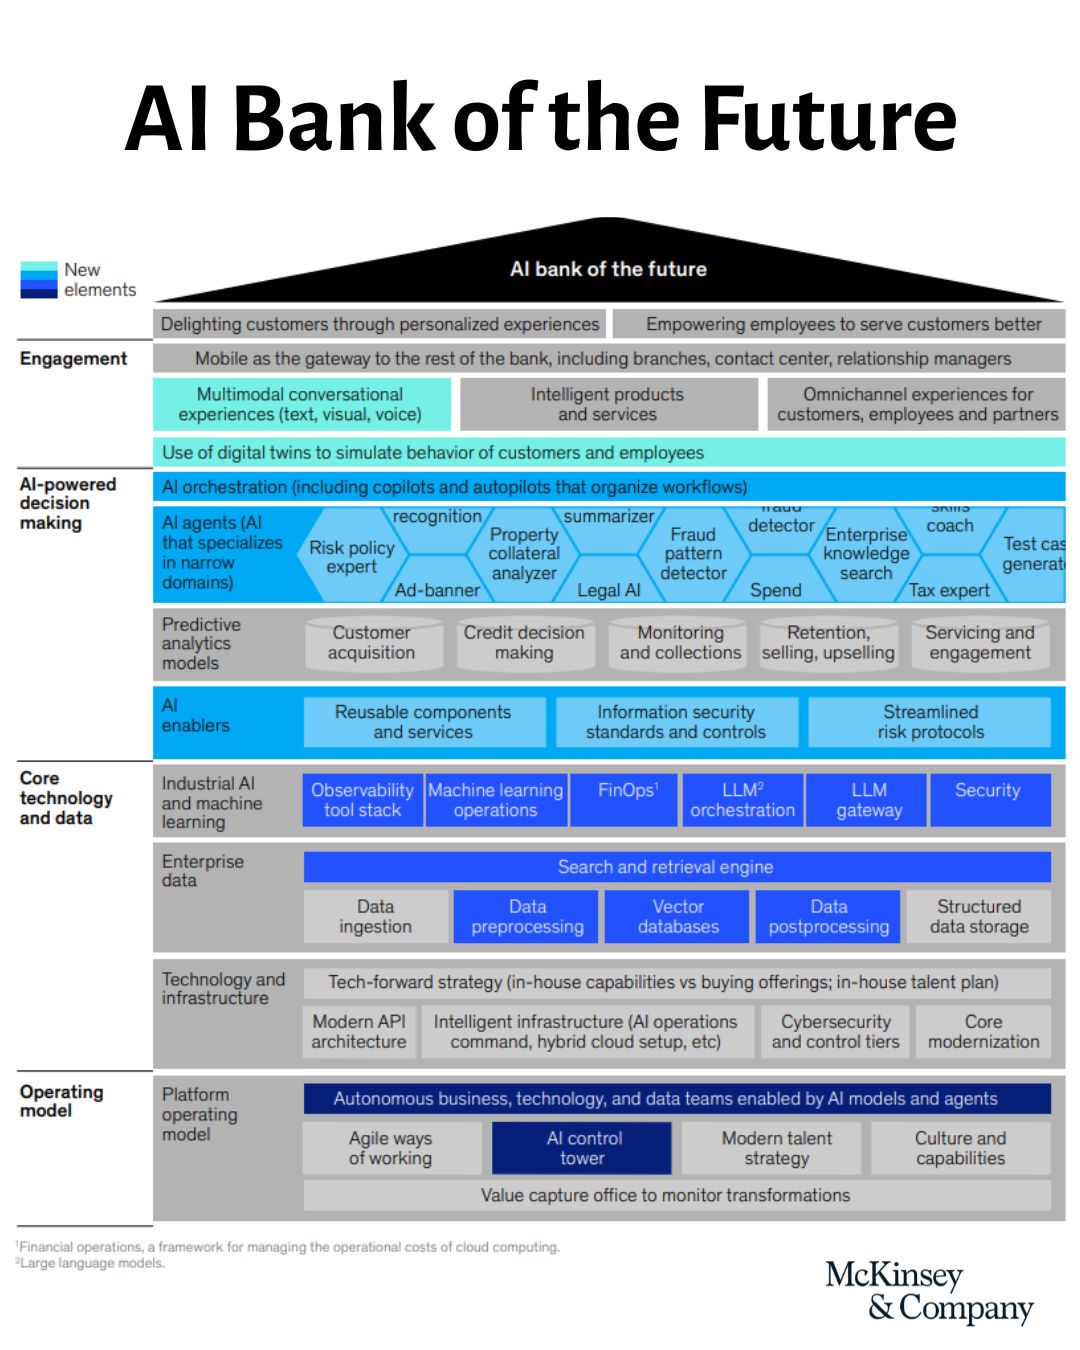 AI Bank of the Future
New
elements
AI bank of the future
Delighting customers through personalized experiences
Empowering employees to serve customers better
Engagement
Mobile as the gateway to the rest of the bank, including branches, contact center, relationship managers
Multimodal conversational
experiences (text, visual, voice)
Intelligent products
and services
Omnichannel experiences for
customers, employees and partners
Use of digital twins to simulate behavior of customers and employees
AI-powered
decision
making
AI orchestration (including copilots and autopilots that organize workflows)
AI agents (AI
that specializes
in narrow
domains)
Risk policy
expert
recognition
Ad-banner
Property
collateral
analyzer
summarizer
Legal AI
Fraud
pattern
detector
fraud
detector
Spend
Enterprise
knowledge
search
skills
coach
Tax expert
Test cas
generat
Predictive
analytics
models
Customer
acquisition
Credit decision
making
Monitoring
and collections
Retention,
selling, upselling
Servicing and
engagement
AI
enablers
Reusable components
and services
Information security
standards and controls
Streamlined
risk protocols
Core
technology
and data
Industrial AI
and machine
learning
Observability
tool stack
Machine learning
operations
FinOps¹
LLM²
orchestration
LLM
gateway
Security
Enterprise
data
Search and retrieval engine
Data
ingestion
Data
preprocessing
Vector
databases
Data
postprocessing
Structured
data storage
Technology and
infrastructure
Tech-forward strategy (in-house capabilities vs buying offerings; in-house talent plan)
Modern API
architecture
Intelligent infrastructure (AI operations
command, hybrid cloud setup, etc)
Cybersecurity
and control tiers
Core
modernization
Operating
model
Platform
operating
model
Autonomous business, technology, and data teams enabled by AI models and agents
Agile ways
of working
AI control
tower
Modern talent
strategy
Culture and
capabilities
Value capture office to monitor transformations
¹Financial operations, a framework for managing the operational costs of cloud computing.
²Large language models.
McKinsey
& Company